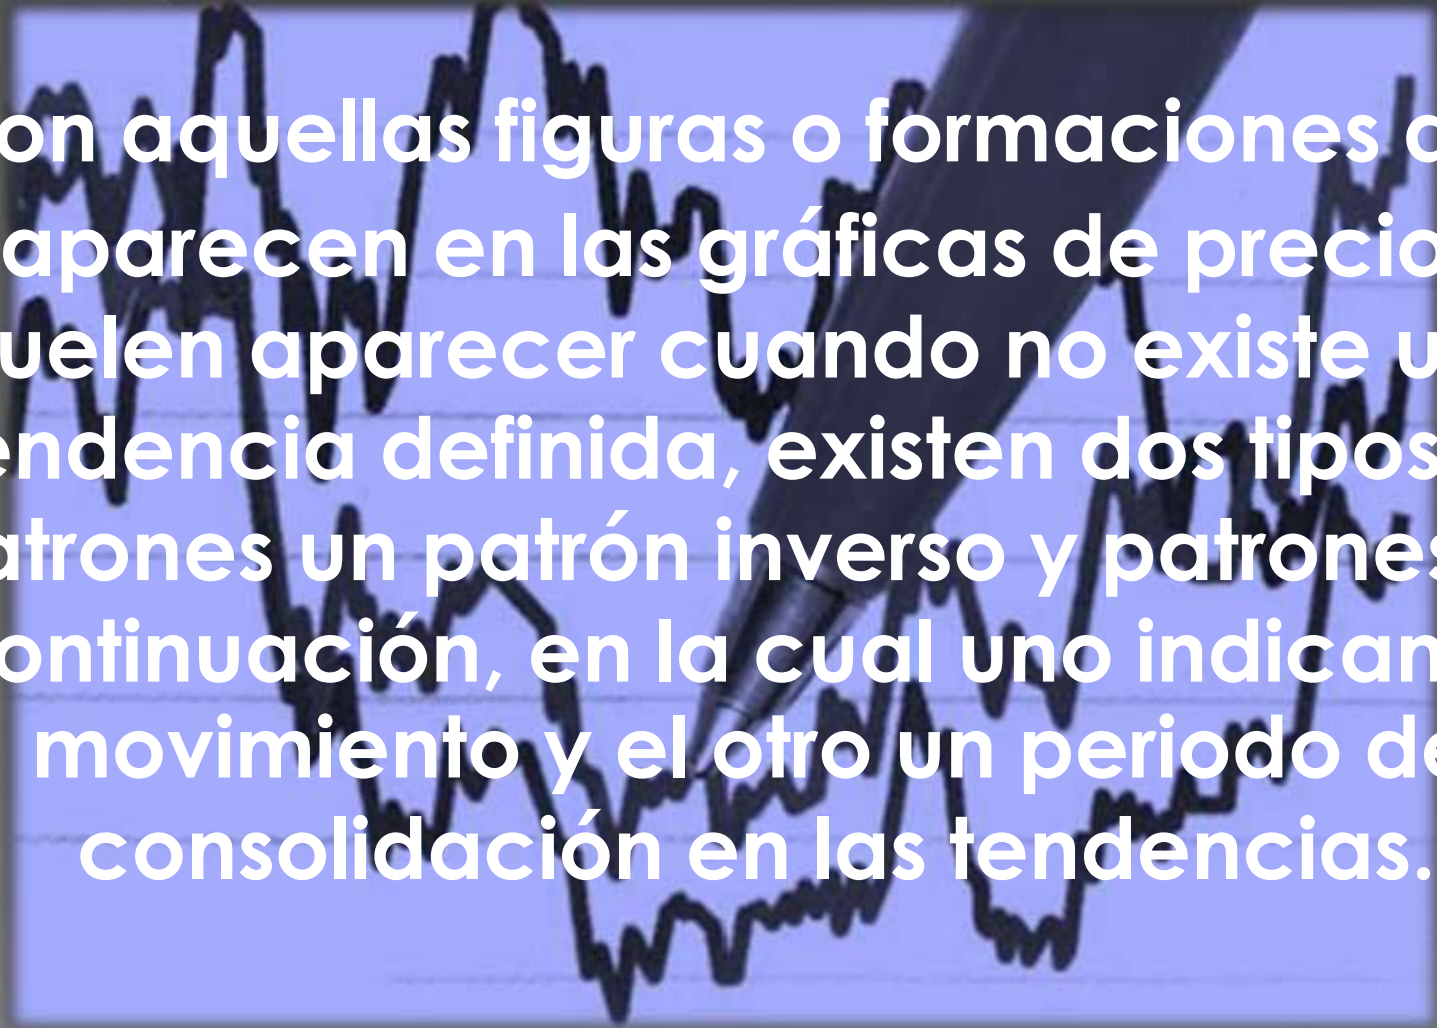 on aquellas figuras o formaciones
aparecen en las gráficas de precio
uelen aparecer cuando no existe u
endencia definida, existen dos tipos
atrones un patrón inverso y patrones
ontinuación, en la cual uno indican
movimiento y el otro un periodo de
consolidación en las tendencias.